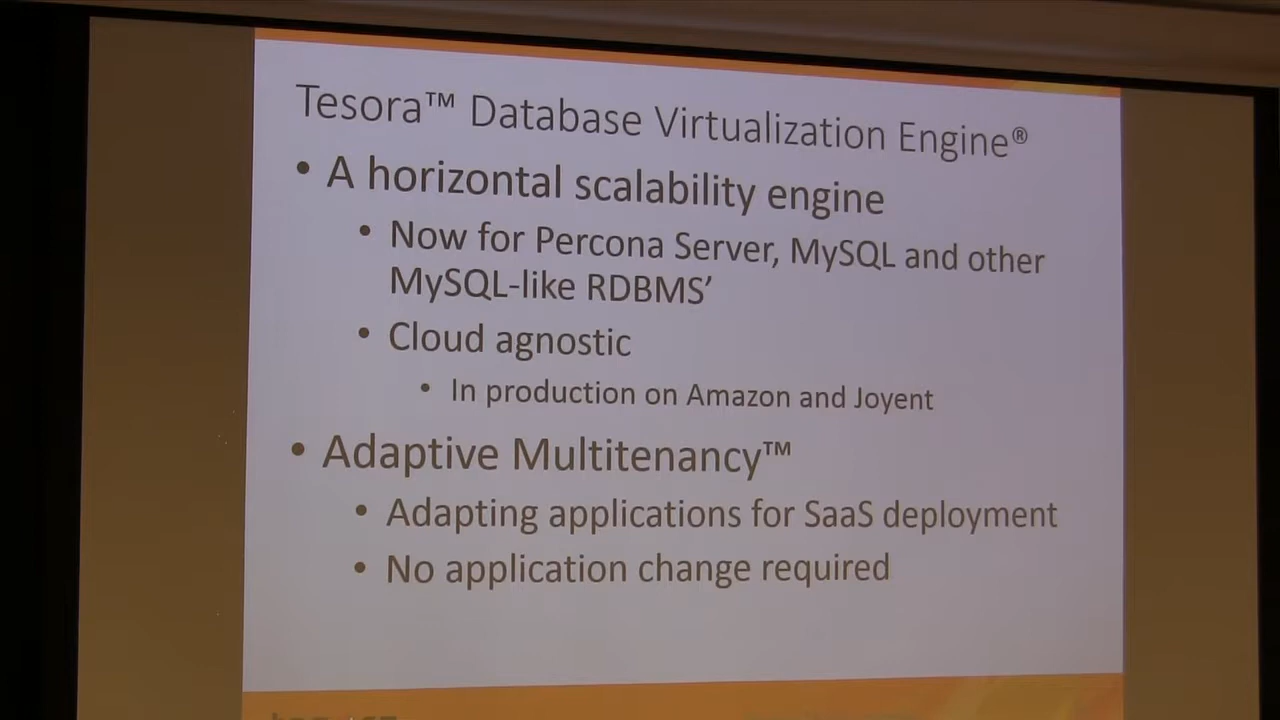 Tesora™ Database Virtualization Engine®
• A horizontal scalability engine
• Now for Percona Server, MySQL and other
MySQL-like RDBMS’
• Cloud agnostic
• In production on Amazon and Joyent
• Adaptive Multitenancy™
• Adapting applications for SaaS deployment
• No application change required